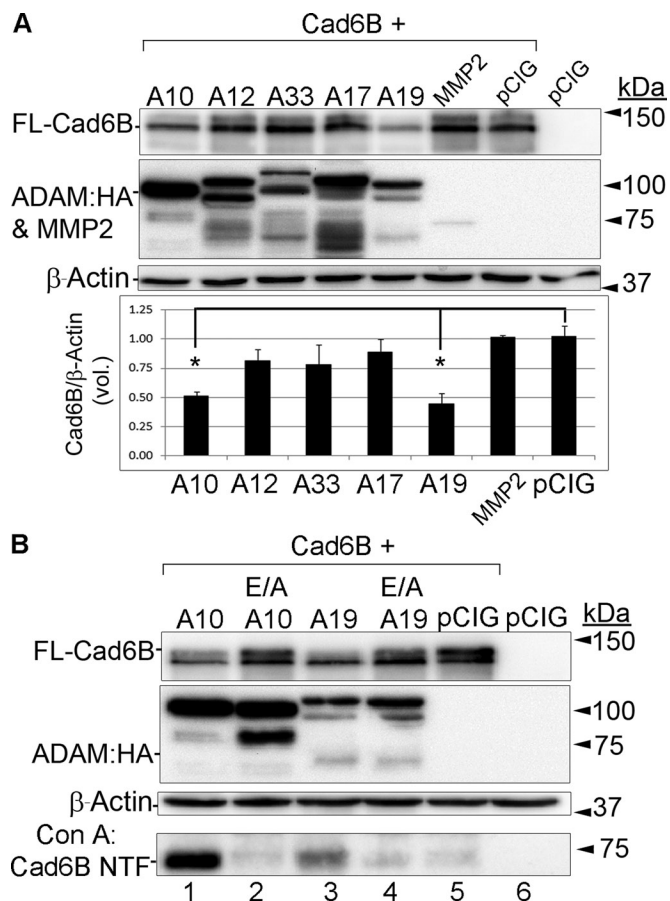 A
Cad6B +
A10 A12 A33 A17 A19 MMP2 pCIG pCIG kDa
FL-Cad6B
150
ADAM:HA
& MMP2
100
75
β-Actin
37
Cad6B/β-Actin
(vol.)
1.25
1.00
0.75
0.50
0.25
0.00
* *
A10 A12 A33 A17 A19 MMP2 pCIG
B
Cad6B +
E/A E/A
A10 A10 A19 A19 pCIG pCIG kDa
FL-Cad6B
150
100
75
ADAM:HA
β-Actin
37
Con A:
Cad6B NTF
75
1 2 3 4 5 6